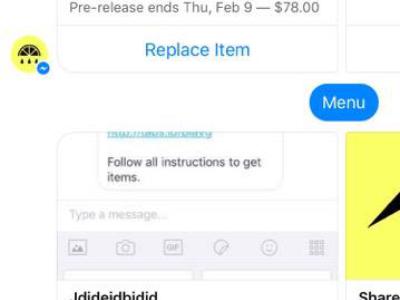 Pre-release ends Thu, Feb 9 — $78.00
Replace Item
Menu
Follow all instructions to get
items.
Type a message...
GIF
Jdideidbidid
Share